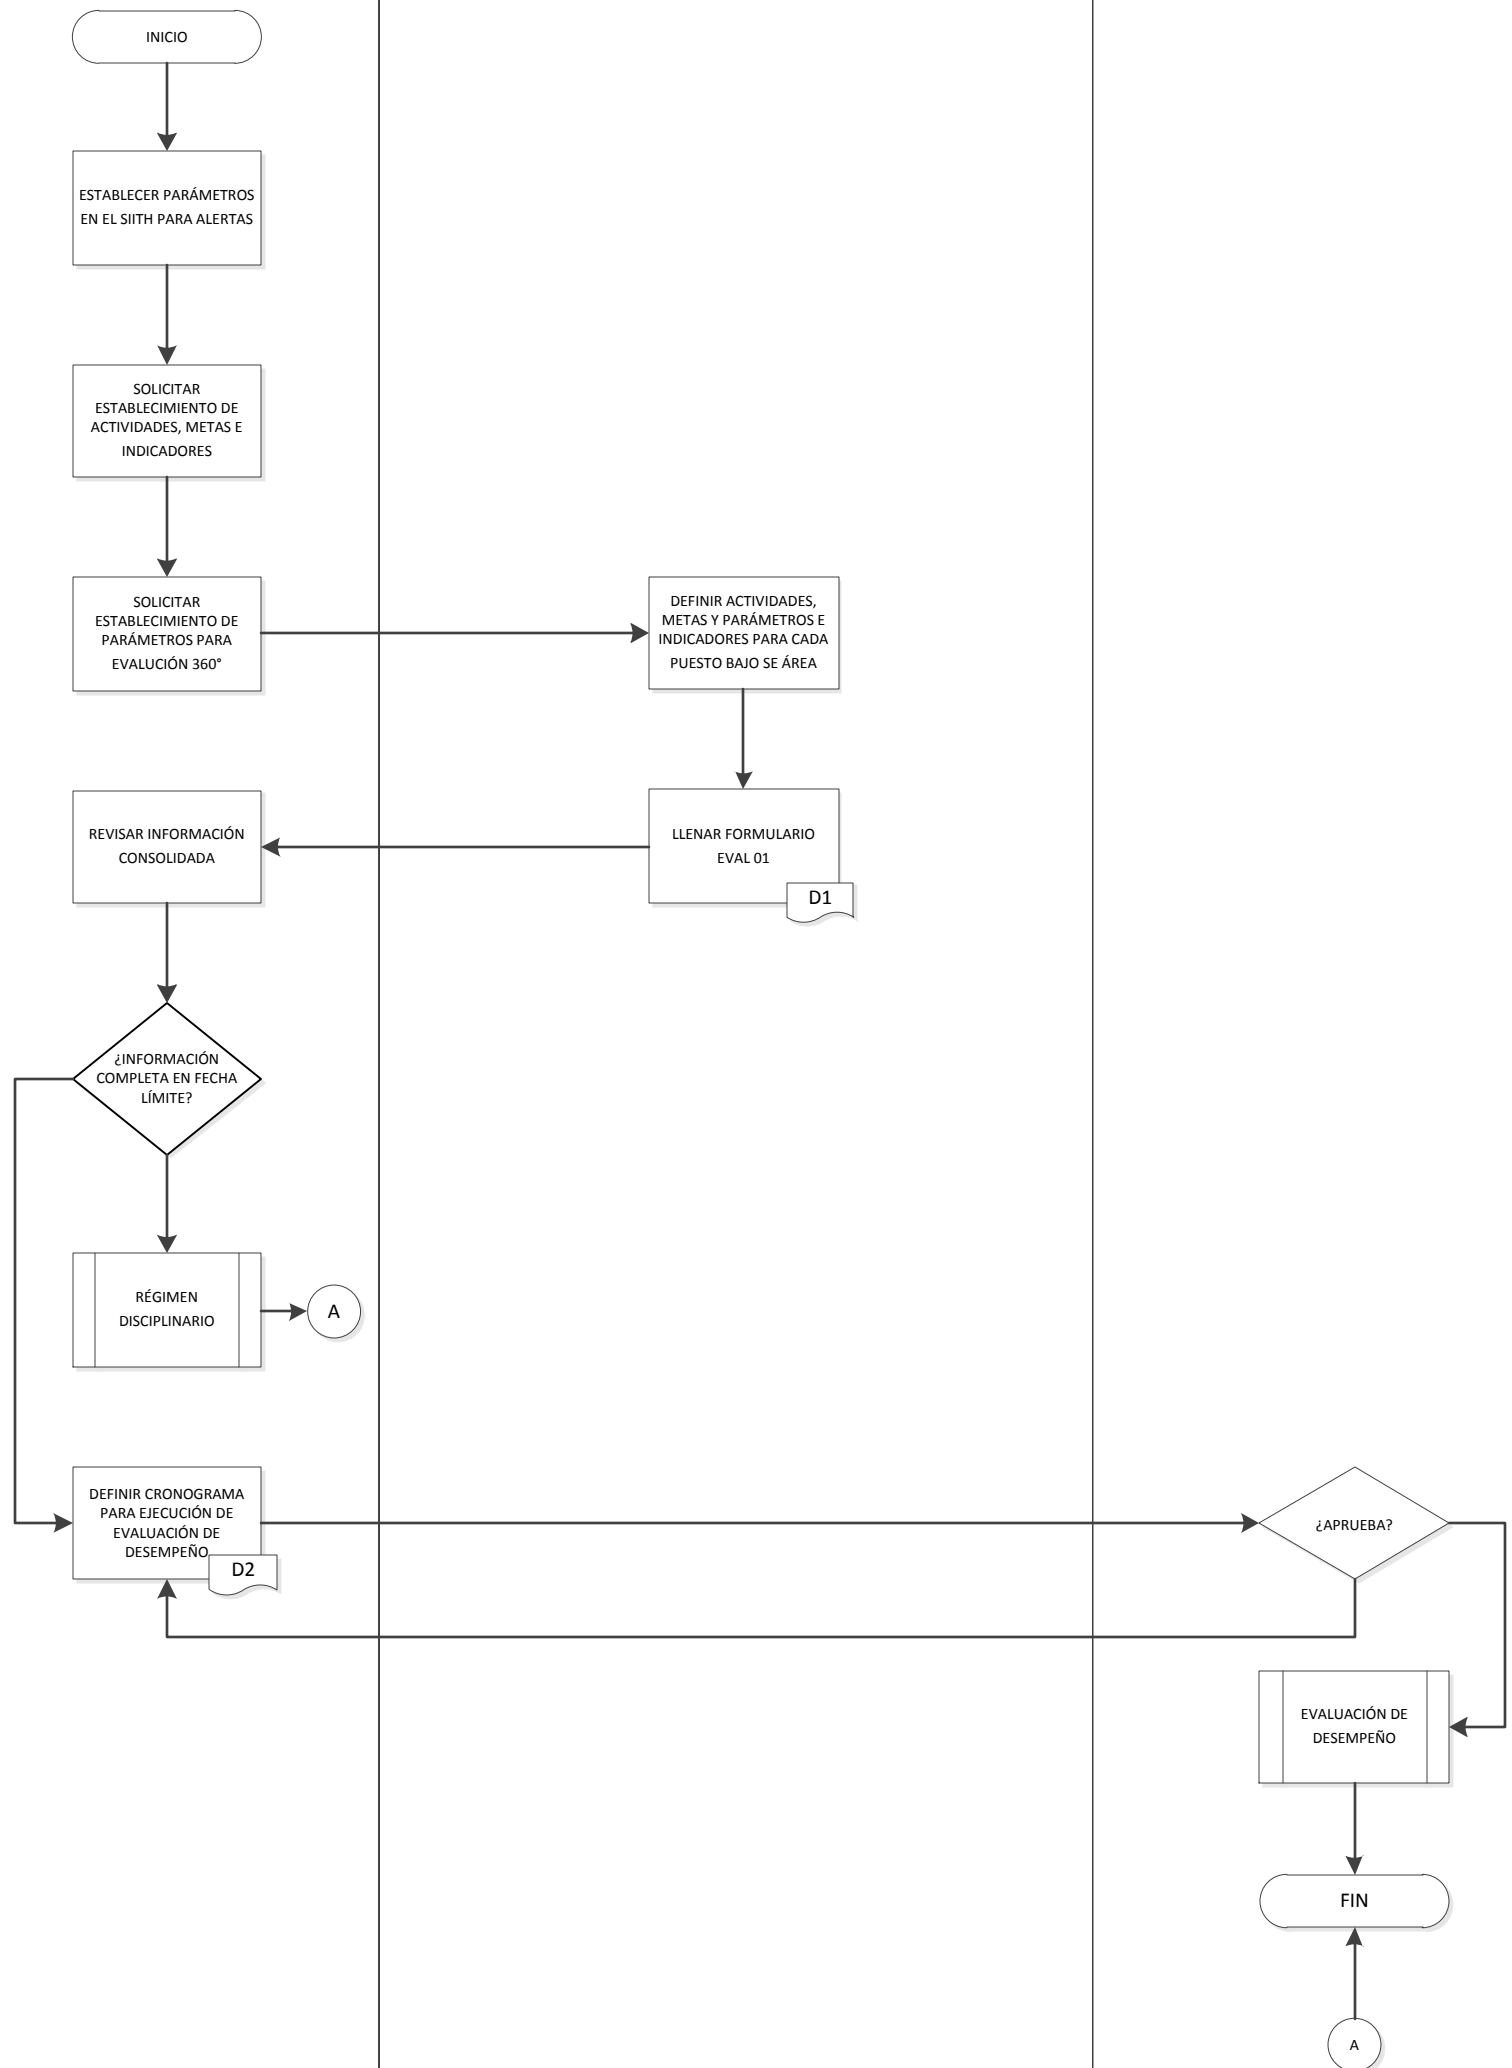 INICIO
ESTABLECER PARÁMETROS
EN EL SIITH PARA ALERTAS
SOLICITAR
ESTABLECIMIENTO DE
ACTIVIDADES, METAS E
INDICADORES
SOLICITAR
ESTABLECIMIENTO DE
PARÁMETROS PARA
EVALUCIÓN 360°
DEFINIR ACTIVIDADES,
METAS Y PARÁMETROS E
INDICADORES PARA CADA
PUESTO BAJO SE ÁREA
LLENAR FORMULARIO
EVAL 01
D1
REVISAR INFORMACIÓN
CONSOLIDADA
¿INFORMACIÓN
COMPLETA EN FECHA
LÍMITE?
RÉGIMEN
DISCIPLINARIO
A
DEFINIR CRONOGRAMA
PARA EJECUCIÓN DE
EVALUACIÓN DE
DESEMPEÑO
D2
¿APRUEBA?
EVALUACIÓN DE
DESEMPEÑO
FIN
A